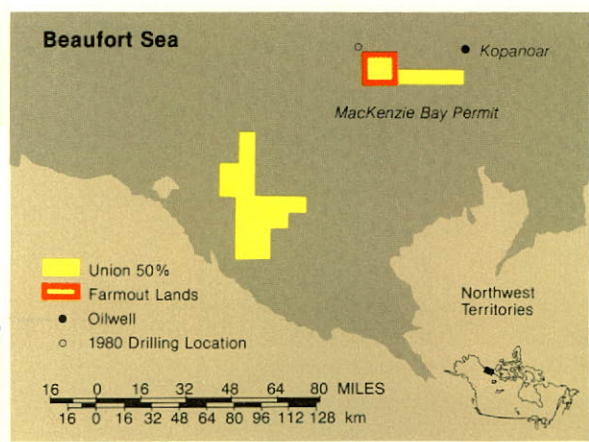 Beaufort Sea
Kopanoar
MacKenzie Bay Permit
Union 50%
Farmout Lands
Oilwell
1980 Drilling Location
Northwest
Territories
16 0 16 32 48 64 80 MILES
16 0 16 32 48 64 80 96 112 128 km